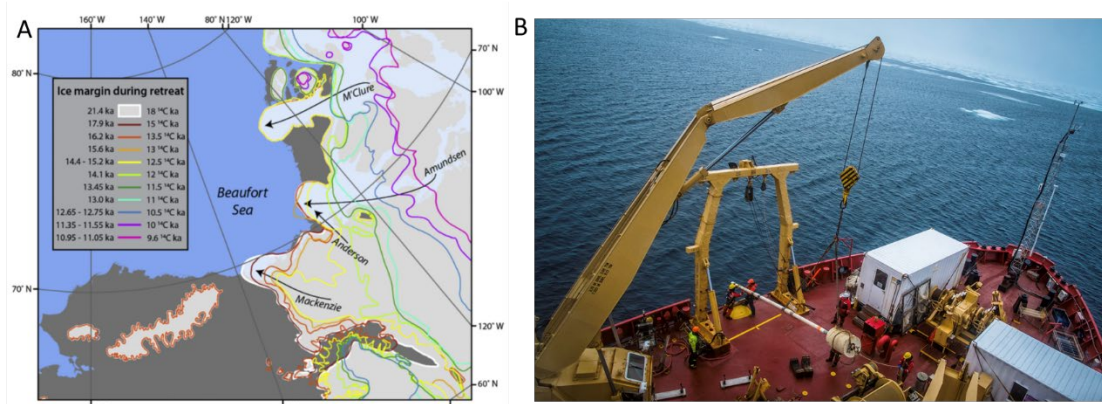 A
160°W
140°W
80°N 120°W
100°W
70°N
80°N
100°W
M'Clure
Ice margin during retreat
21.4 ka 18 ¹⁴C ka
17.9 ka 15 ¹⁴C ka
16.2 ka 13.5 ¹⁴C ka
15.6 ka 13 ¹⁴C ka
14.4 - 15.2 ka 12.5 ¹⁴C ka
14.1 ka 12 ¹⁴C ka
13.45 ka 11.5 ¹⁴C ka
13.0 ka 11 ¹⁴C ka
12.65 - 12.75 ka 10.5 ¹⁴C ka
11.35 - 11.55 ka 10 ¹⁴C ka
10.95 - 11.05 ka 9.6 ¹⁴C ka
Amundsen
Beaufort
Sea
Anderson
Mackenzie
70°N
120°W
60°N
B